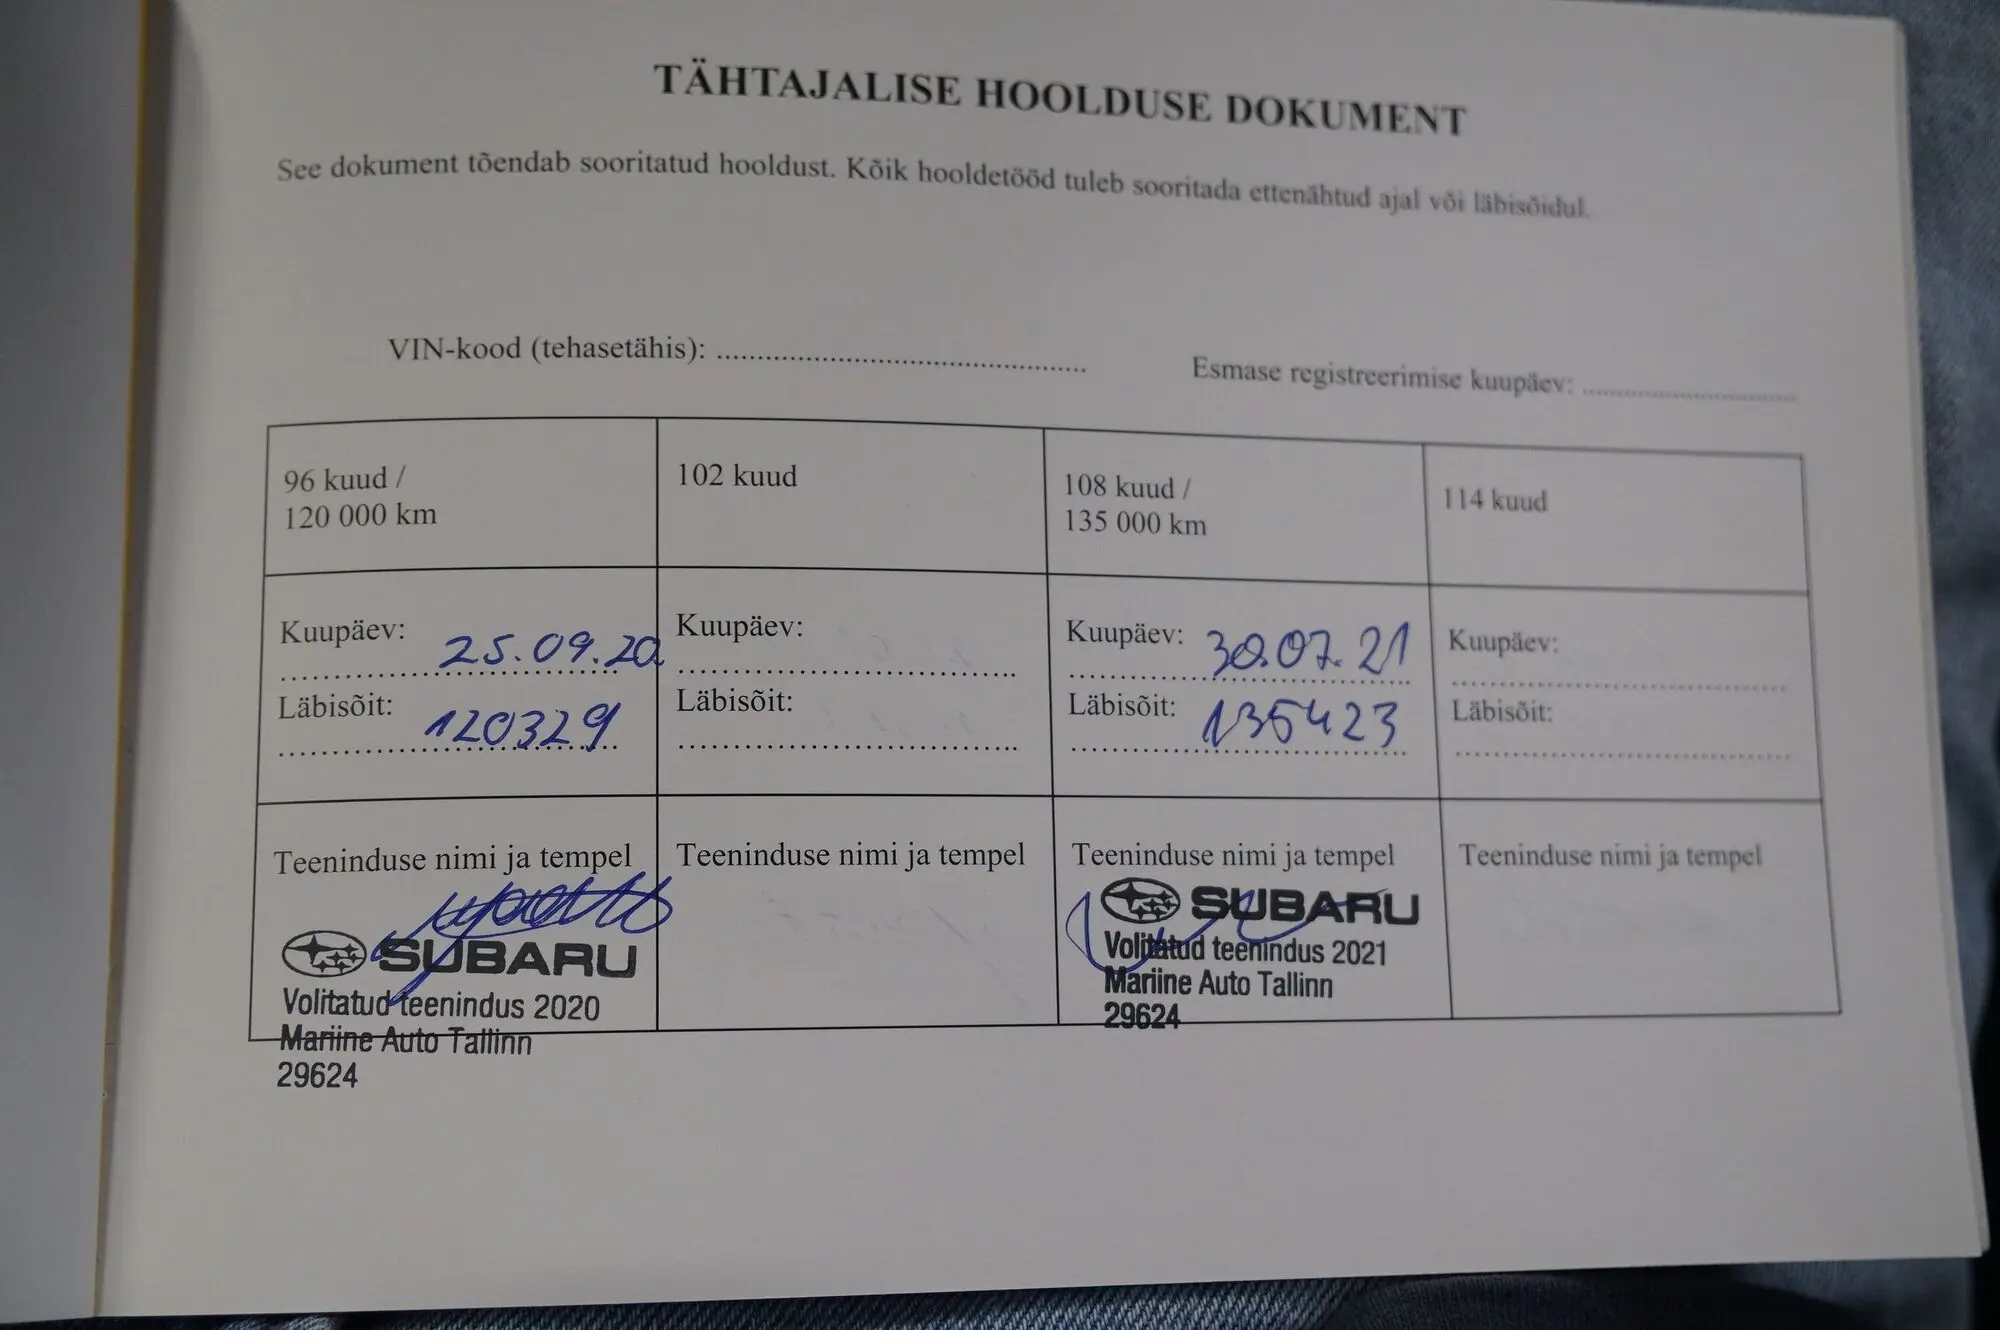 TÄHTAJALISE HOOLDUSE DOKUMENT
See dokument tõendab sooritatud hooldust. Kõik hooldetööd tuleb sooritada ettenähtud ajal või läbisõidul.
VIN-kood (tehasetähis): ............................................
Esmase registreerimise kuupäev: ............................
96 kuud /
120 000 km
Kuupäev: 25.09.20
Läbisõit: 120329
Teeninduse nimi ja tempel
SUBARU
Volitatud teenindus 2020
Mariine Auto Tallinn
29624
102 kuud
Kuupäev:
Läbisõit:
Teeninduse nimi ja tempel
108 kuud /
135 000 km
Kuupäev: 30.07.21
Läbisõit: 135423
Teeninduse nimi ja tempel
SUBARU
Volitatud teenindus 2021
Mariine Auto Tallinn
29624
114 kuud
Kuupäev:
Läbisõit:
Teeninduse nimi ja tempel